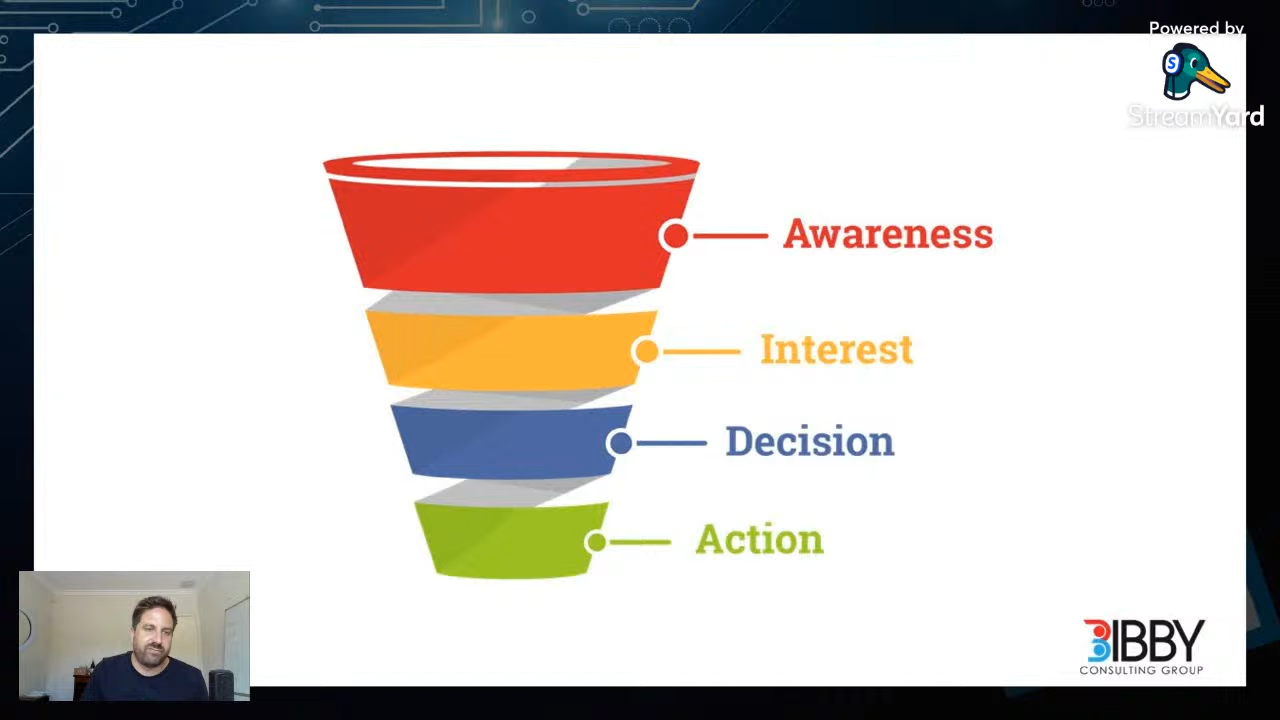 Powered by
S
StreamYard
Awareness
Interest
Decision
Action
BIBBY
CONSULTING GROUP